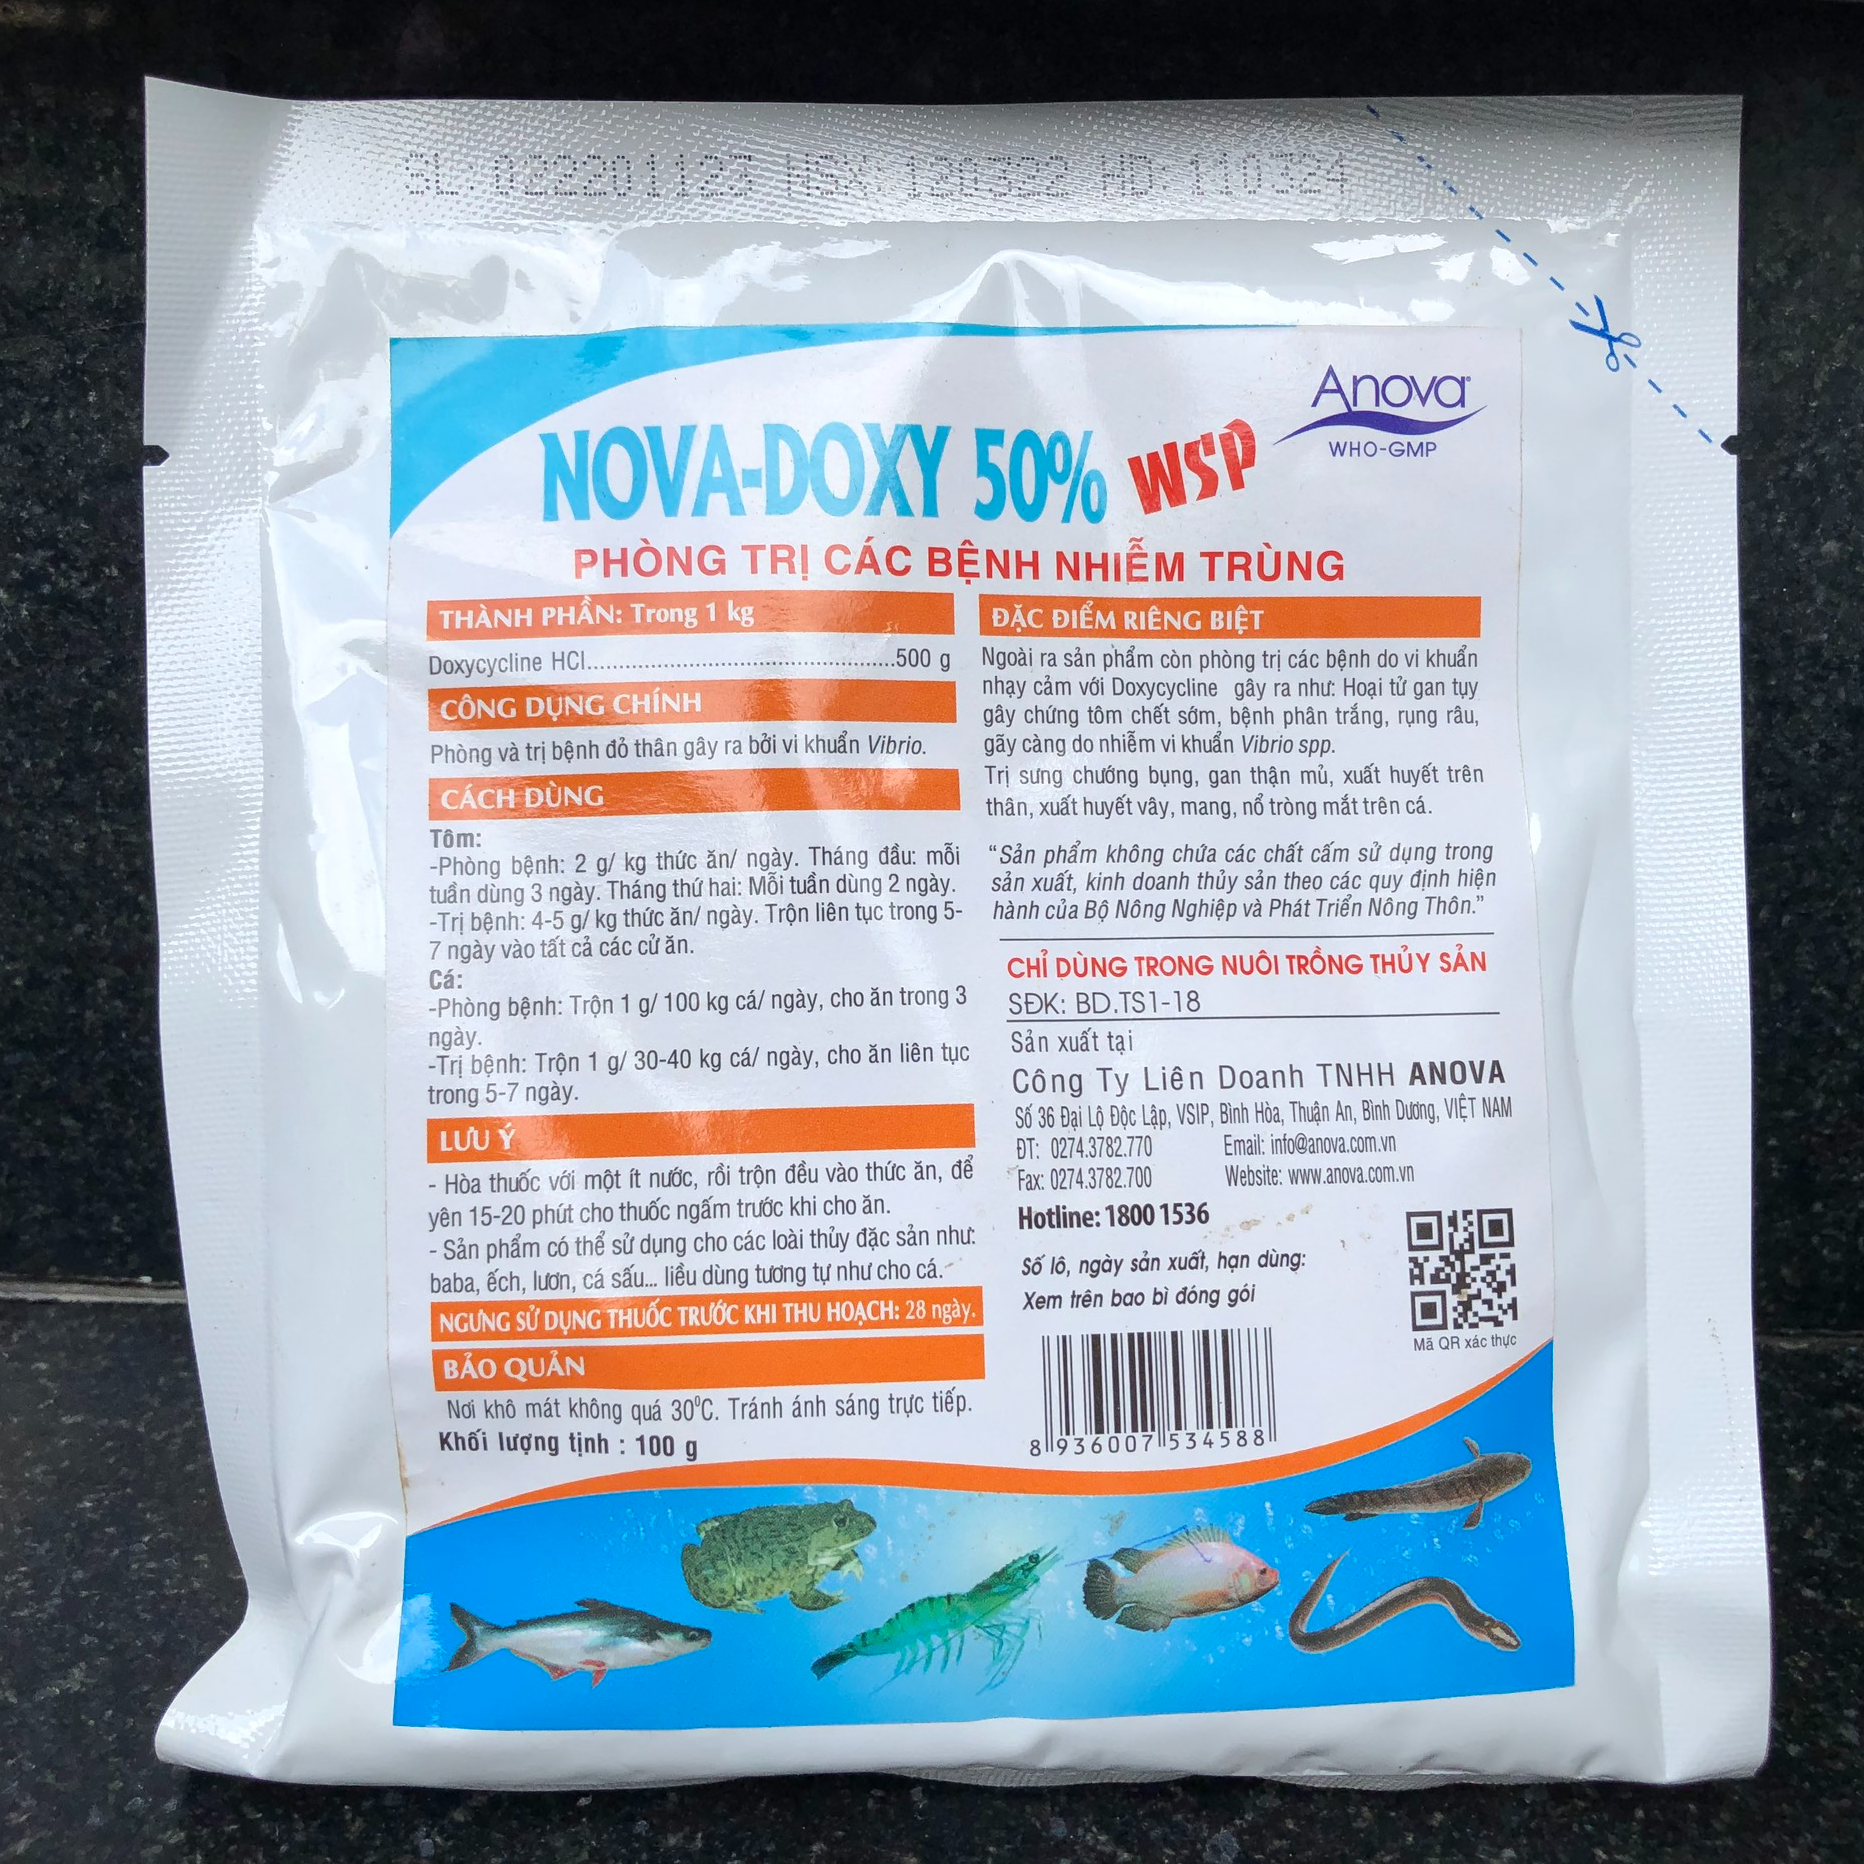 SL: 032201123 HSX: 120322 HD: 110324
Anova
WHO-GMP
NOVA-DOXY 50% WSP
PHÒNG TRỊ CÁC BỆNH NHIỄM TRÙNG
THÀNH PHẦN: Trong 1 kg
Doxycycline HCl..........................................500 g
CÔNG DỤNG CHÍNH
Phòng và trị bệnh đỏ thân gây ra bởi vi khuẩn Vibrio.
CÁCH DÙNG
Tôm:
-Phòng bệnh: 2 g/ kg thức ăn/ ngày. Tháng đầu: mỗi
tuần dùng 3 ngày. Tháng thứ hai: Mỗi tuần dùng 2 ngày.
-Trị bệnh: 4-5 g/ kg thức ăn/ ngày. Trộn liên tục trong 5-
7 ngày vào tất cả các cử ăn.
Cá:
-Phòng bệnh: Trộn 1 g/ 100 kg cá/ ngày, cho ăn trong 3
ngày.
-Trị bệnh: Trộn 1 g/ 30-40 kg cá/ ngày, cho ăn liên tục
trong 5-7 ngày.
LƯU Ý
- Hòa thuốc với một ít nước, rồi trộn đều vào thức ăn, để
yên 15-20 phút cho thuốc ngấm trước khi cho ăn.
- Sản phẩm có thể sử dụng cho các loài thủy đặc sản như:
baba, ếch, lươn, cá sấu... liều dùng tương tự như cho cá.
NGƯNG SỬ DỤNG THUỐC TRƯỚC KHI THU HOẠCH: 28 ngày.
BẢO QUẢN
Nơi khô mát không quá 30⁰C. Tránh ánh sáng trực tiếp.
Khối lượng tịnh : 100 g
ĐẶC ĐIỂM RIÊNG BIỆT
Ngoài ra sản phẩm còn phòng trị các bệnh do vi khuẩn
nhạy cảm với Doxycycline gây ra như: Hoại tử gan tụy
gây chứng tôm chết sớm, bệnh phân trắng, rụng râu,
gãy càng do nhiễm vi khuẩn Vibrio spp.
Trị sưng chướng bụng, gan thận mủ, xuất huyết trên
thân, xuất huyết vây, mang, nổ tròng mắt trên cá.
“Sản phẩm không chứa các chất cấm sử dụng trong
sản xuất, kinh doanh thủy sản theo các quy định hiện
hành của Bộ Nông Nghiệp và Phát Triển Nông Thôn.”
CHỈ DÙNG TRONG NUÔI TRỒNG THỦY SẢN
SĐK: BD.TS1-18
Sản xuất tại
Công Ty Liên Doanh TNHH ANOVA
Số 36 Đại Lộ Độc Lập, VSIP, Bình Hòa, Thuận An, Bình Dương, VIỆT NAM
ĐT: 0274.3782.770 Email: info@anova.com.vn
Fax: 0274.3782.700 Website: www.anova.com.vn
Hotline: 1800 1536
Số lô, ngày sản xuất, hạn dùng:
Xem trên bao bì đóng gói
Mã QR xác thực
8 936007 534588